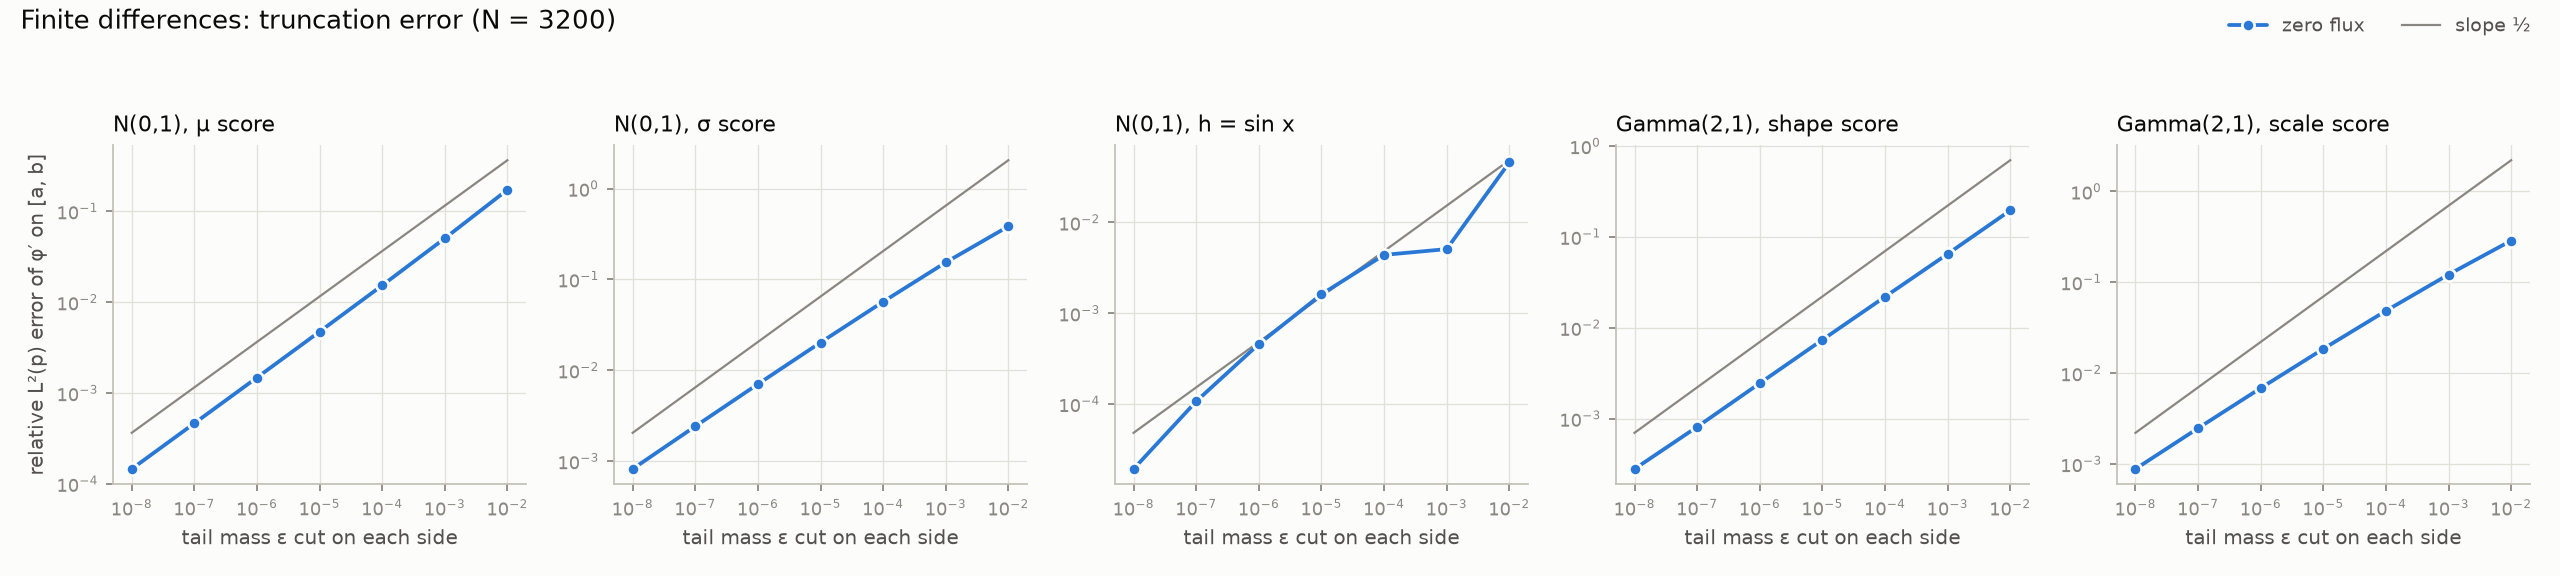 Finite differences: truncation error (N = 3200)
zero flux
slope ½
N(0,1), μ score
relative L²(p) error of φ′ on [a, b]
10⁻¹
10⁻²
10⁻³
10⁻⁴
10⁻⁸ 10⁻⁷ 10⁻⁶ 10⁻⁵ 10⁻⁴ 10⁻³ 10⁻²
tail mass ε cut on each side
N(0,1), σ score
10⁰
10⁻¹
10⁻²
10⁻³
10⁻⁸ 10⁻⁷ 10⁻⁶ 10⁻⁵ 10⁻⁴ 10⁻³ 10⁻²
tail mass ε cut on each side
N(0,1), h = sin x
10⁻²
10⁻³
10⁻⁴
10⁻⁸ 10⁻⁷ 10⁻⁶ 10⁻⁵ 10⁻⁴ 10⁻³ 10⁻²
tail mass ε cut on each side
Gamma(2,1), shape score
10⁰
10⁻¹
10⁻²
10⁻³
10⁻⁸ 10⁻⁷ 10⁻⁶ 10⁻⁵ 10⁻⁴ 10⁻³ 10⁻²
tail mass ε cut on each side
Gamma(2,1), scale score
10⁰
10⁻¹
10⁻²
10⁻³
10⁻⁸ 10⁻⁷ 10⁻⁶ 10⁻⁵ 10⁻⁴ 10⁻³ 10⁻²
tail mass ε cut on each side